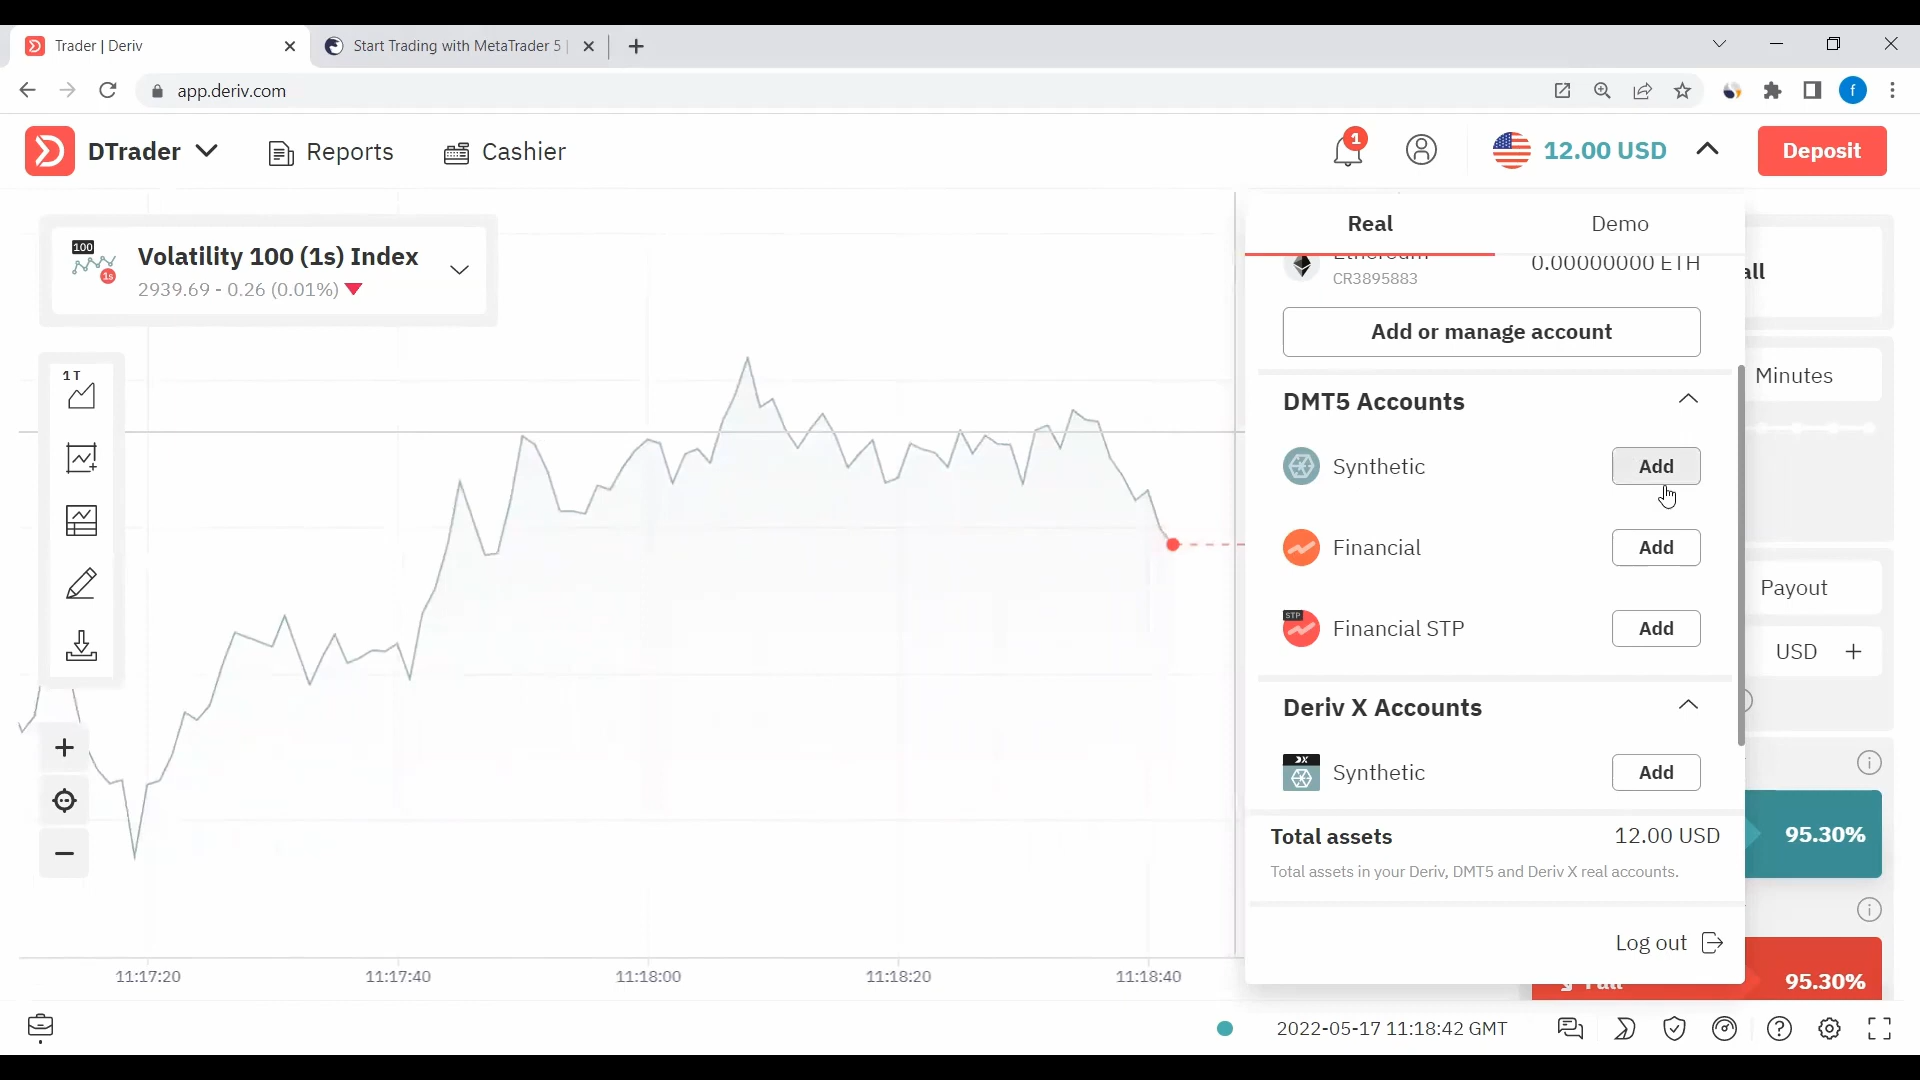 Trader | Deriv
Start Trading with MetaTrader 5 |
app.deriv.com
f
DTrader
Reports
Cashier
1
12.00 USD
Deposit
100
1s
Volatility 100 (1s) Index
2939.69 - 0.26 (0.01%)
1 T
Real
Demo
Ethereum
0.00000000 ETH
CR3895883
Add or manage account
DMT5 Accounts
Synthetic
Add
Financial
Add
STP
Financial STP
Add
Deriv X Accounts
Synthetic
Add
Total assets
12.00 USD
Total assets in your Deriv, DMT5 and Deriv X real accounts.
Log out
Minutes
Payout
USD
95.30%
95.30%
11:17:20
11:17:40
11:18:00
11:18:20
11:18:40
2022-05-17 11:18:42 GMT